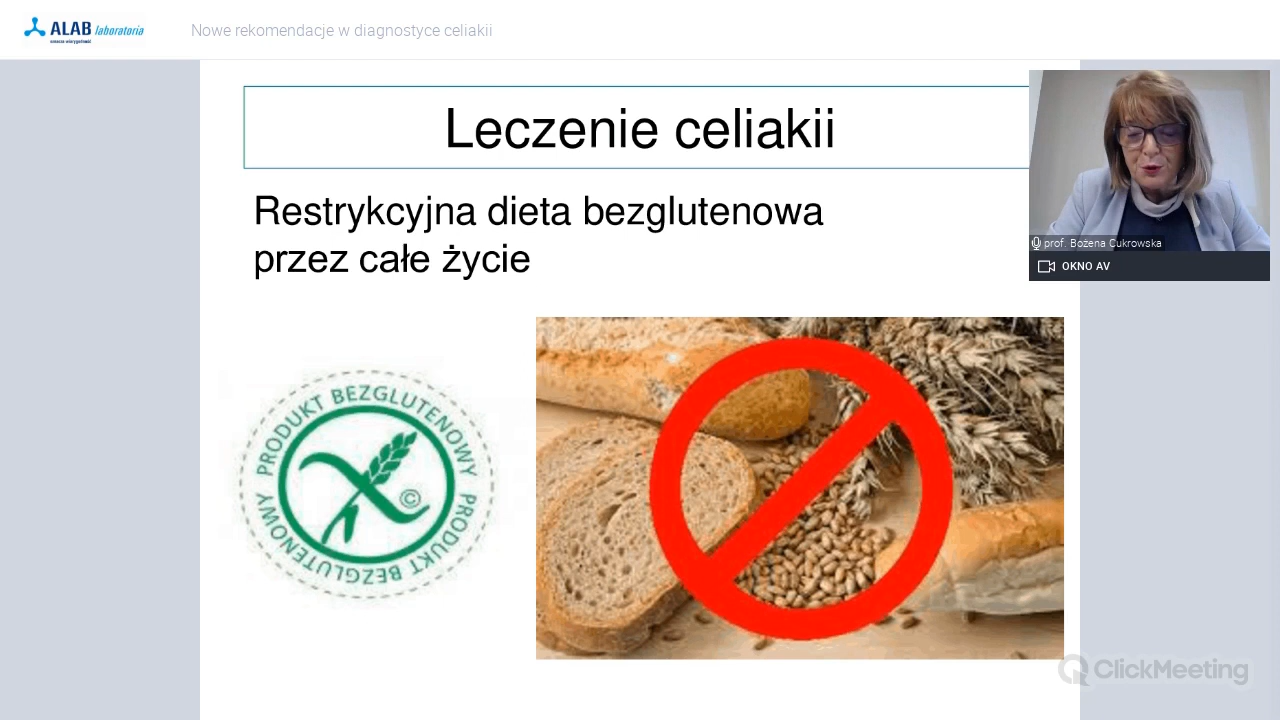 ALAB laboratoria
Nowe rekomendacje w diagnostyce celiakii
Leczenie celiakii
prof. Bożena Cukrowska
OKNO AV
Restrykcyjna dieta bezglutenowa
przez całe życie
PRODUKT BEZGLUTENOWY PRODUKT BEZGLUTENOWY
©
ClickMeeting